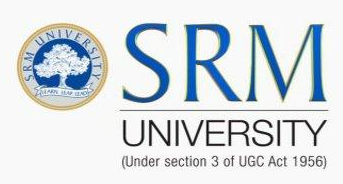 SRM UNIVERSITY
LEARN LEAP LEAD
SRM
UNIVERSITY
(Under section 3 of UGC Act 1956)